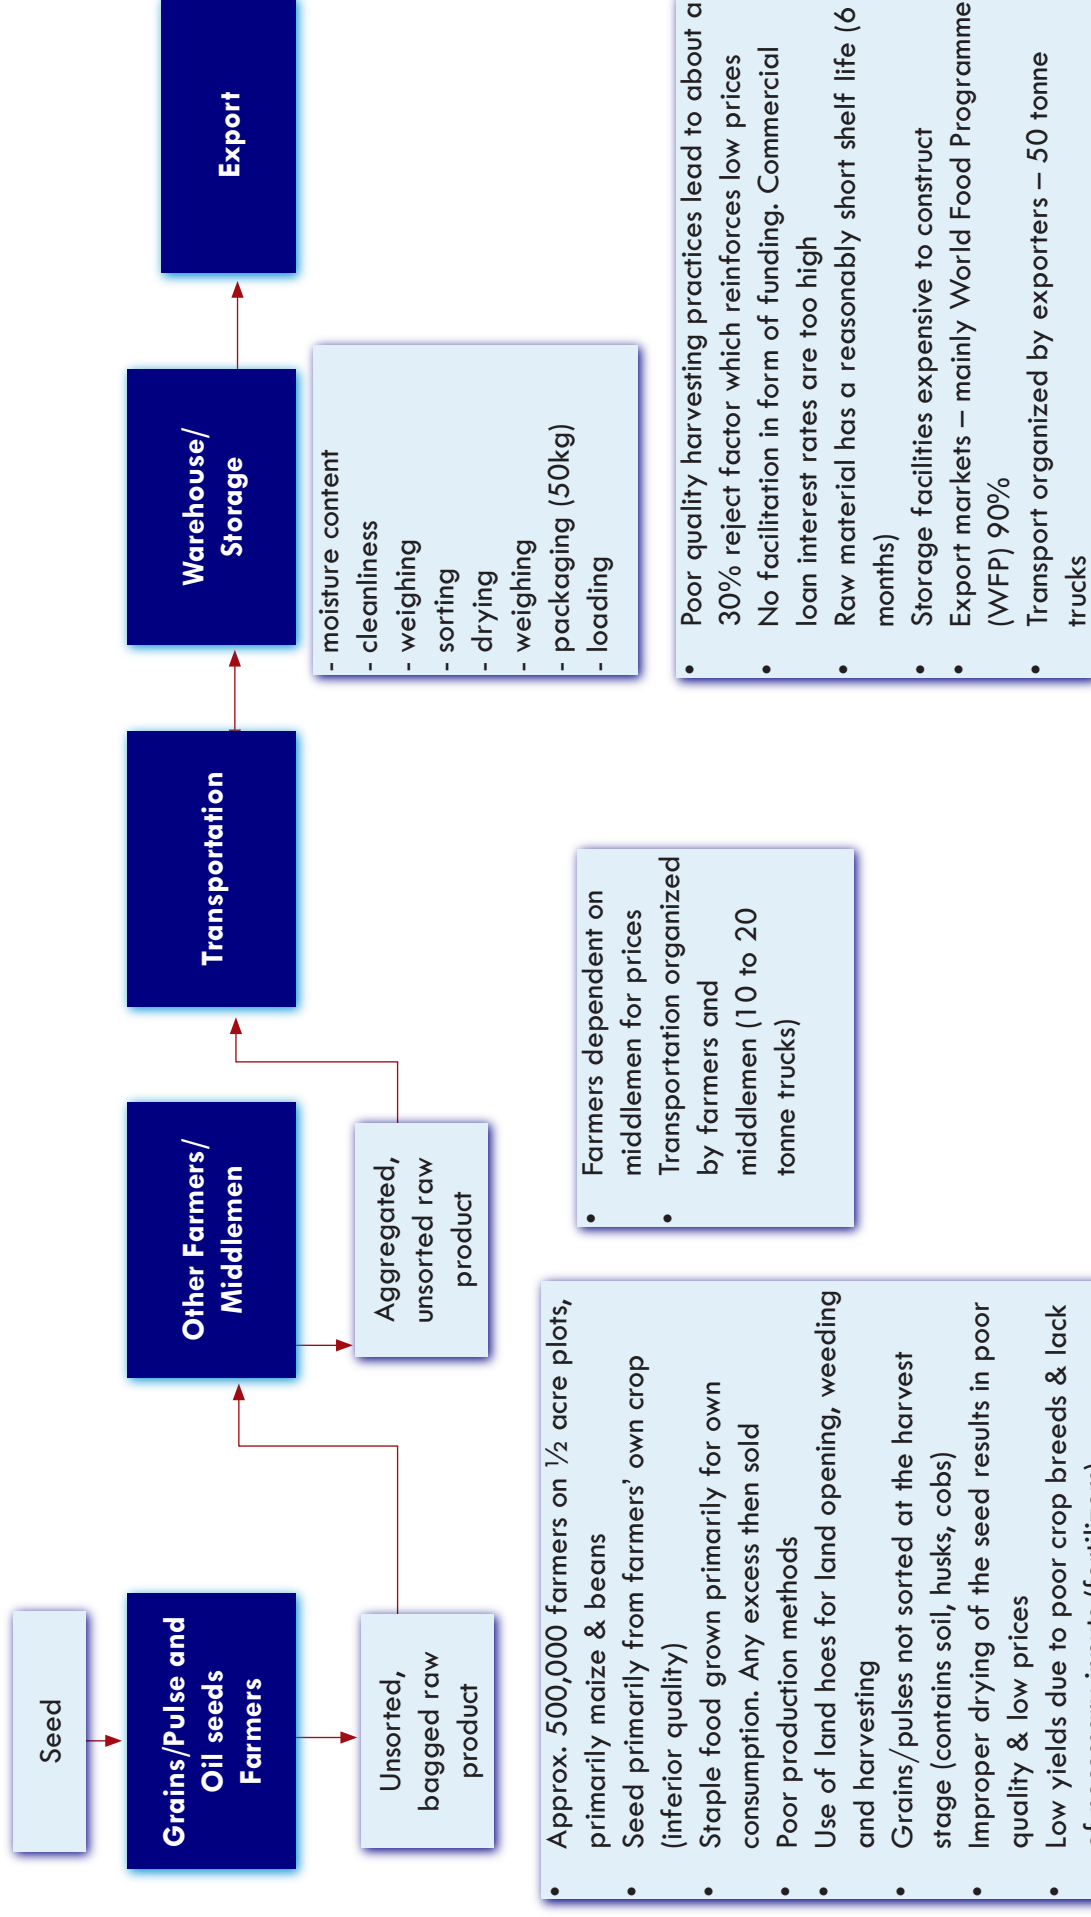 Seed
Grains/Pulse and
Oil seeds
Farmers
Unsorted,
bagged raw
product
Other Farmers/
Middlemen
Aggregated,
unsorted raw
product
Transportation
Warehouse/
Storage
Export
- moisture content
- cleanliness
- weighing
- sorting
- drying
- weighing
- packaging (50kg)
- loading
• Approx. 500,000 farmers on ½ acre plots,
primarily maize & beans
• Seed primarily from farmers’ own crop
(inferior quality)
• Staple food grown primarily for own
consumption. Any excess then sold
• Poor production methods
• Use of land hoes for land opening, weeding
and harvesting
• Grains/pulses not sorted at the harvest
stage (contains soil, husks, cobs)
• Improper drying of the seed results in poor
quality & low prices
• Low yields due to poor crop breeds & lack
• Farmers dependent on
middlemen for prices
• Transportation organized
by farmers and
middlemen (10 to 20
tonne trucks)
• Poor quality harvesting practices lead to about a
30% reject factor which reinforces low prices
• No facilitation in form of funding. Commercial
loan interest rates are too high
• Raw material has a reasonably short shelf life (6
months)
• Storage facilities expensive to construct
• Export markets – mainly World Food Programme
(WFP) 90%
• Transport organized by exporters – 50 tonne
trucks